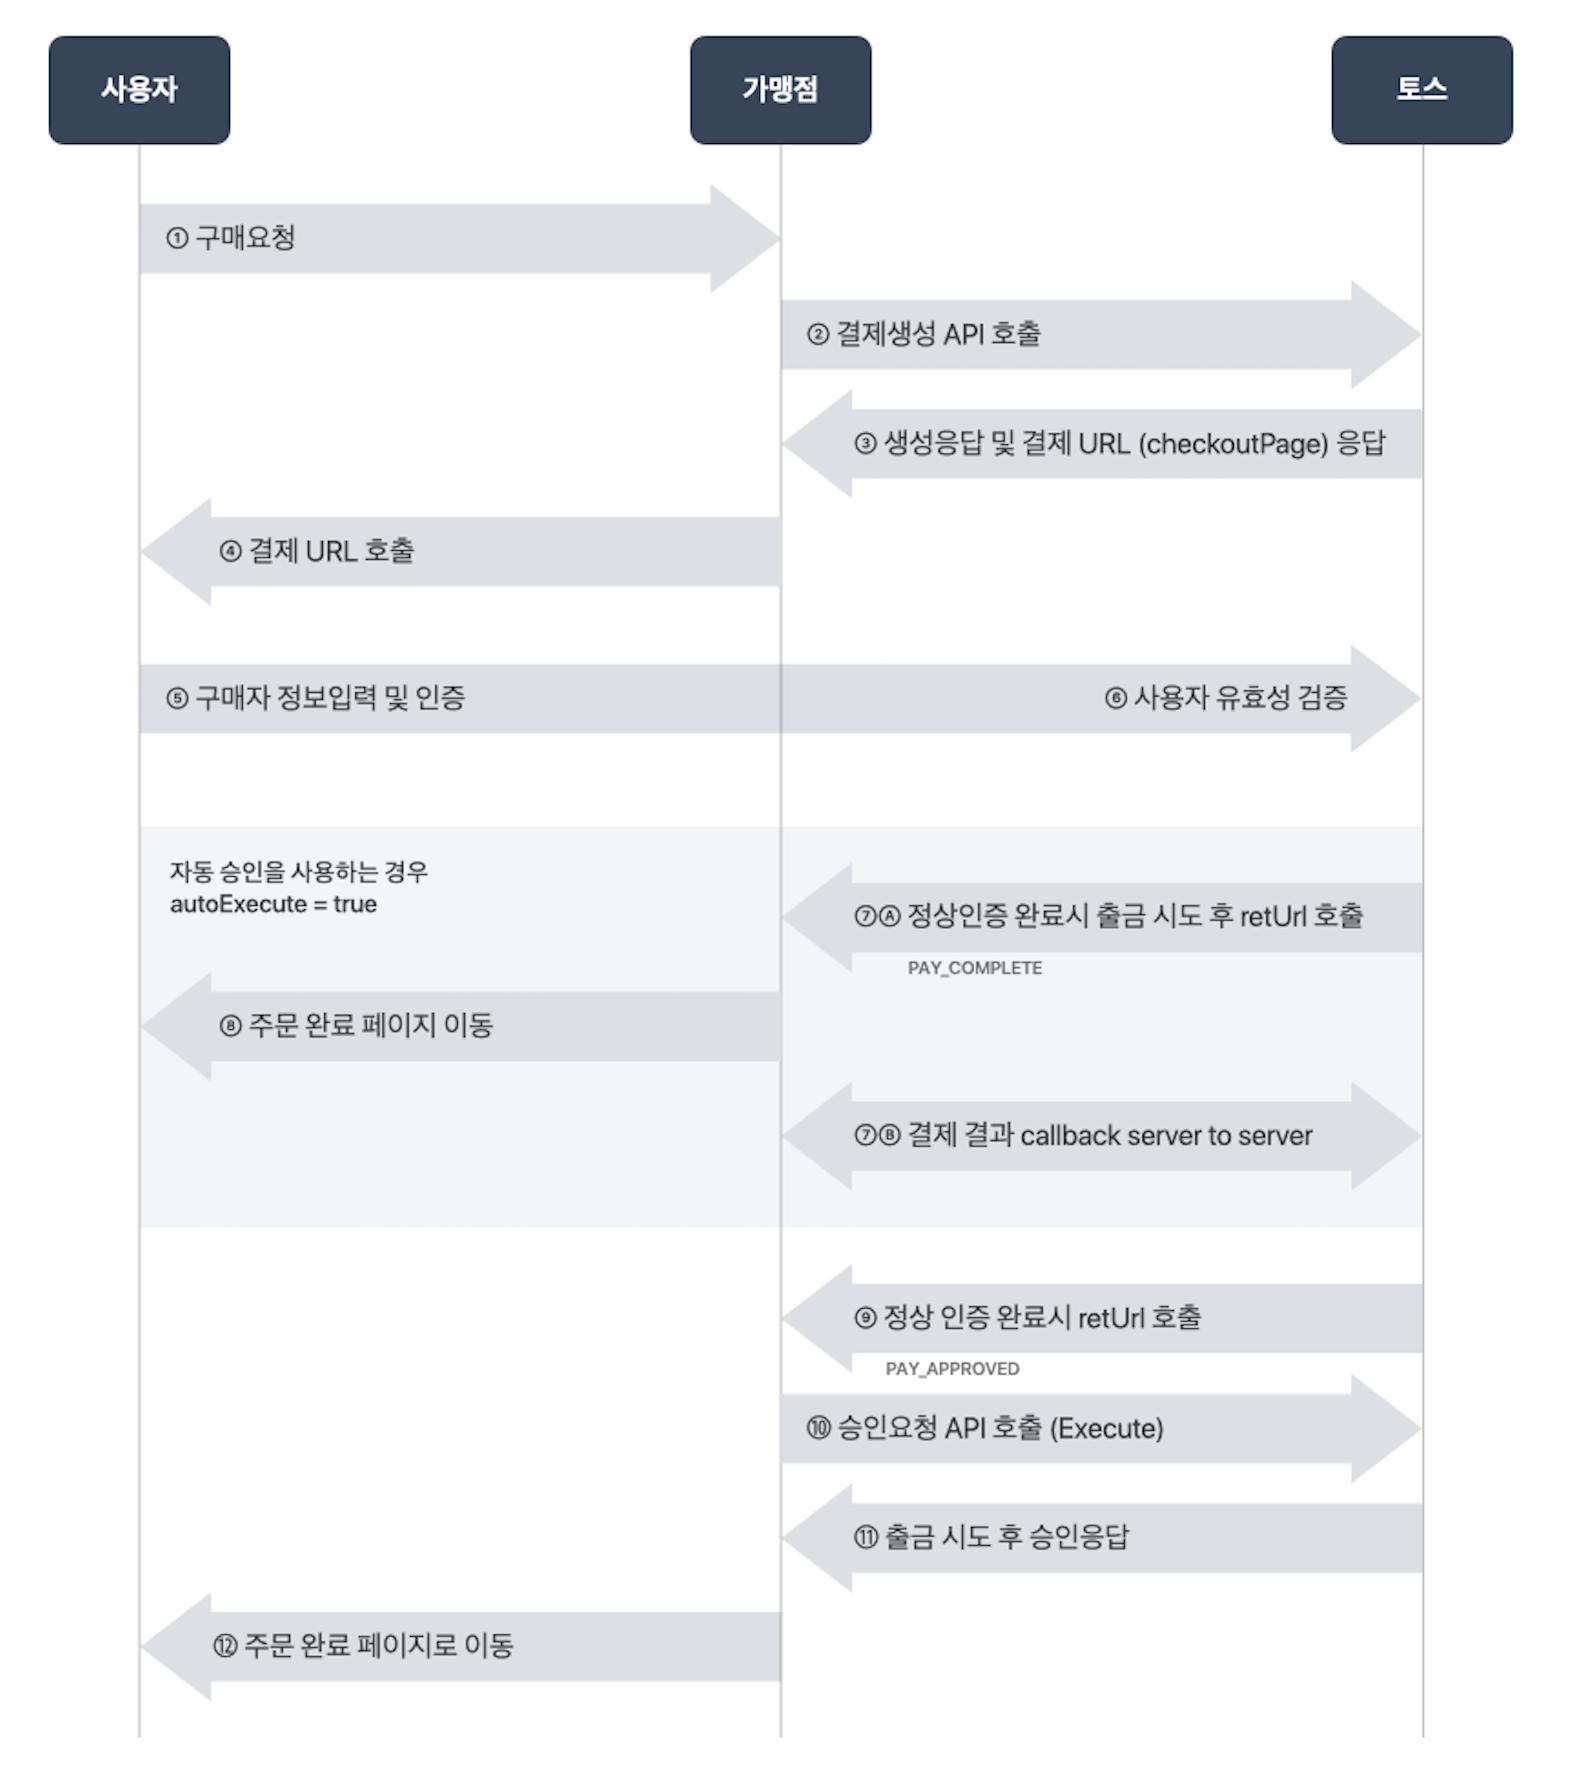 사용자
가맹점
토스
① 구매요청
② 결제생성 API 호출
③ 생성응답 및 결제 URL (checkoutPage) 응답
④ 결제 URL 호출
⑤ 구매자 정보입력 및 인증
⑥ 사용자 유효성 검증
자동 승인을 사용하는 경우
autoExecute = true
⑦Ⓐ 정상인증 완료시 출금 시도 후 retUrl 호출
PAY_COMPLETE
⑧ 주문 완료 페이지 이동
⑦Ⓑ 결제 결과 callback server to server
⑨ 정상 인증 완료시 retUrl 호출
PAY_APPROVED
⑩ 승인요청 API 호출 (Execute)
⑪ 출금 시도 후 승인응답
⑫ 주문 완료 페이지로 이동